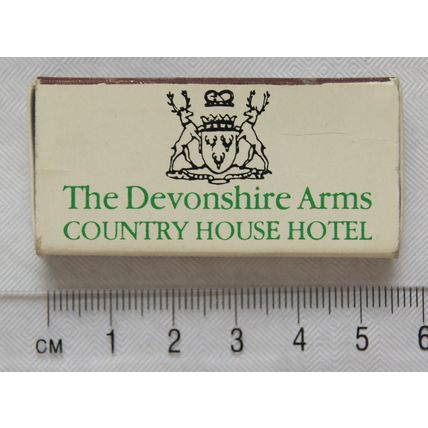 The Devonshire Arms
COUNTRY HOUSE HOTEL
CM 1 2 3 4 5 6